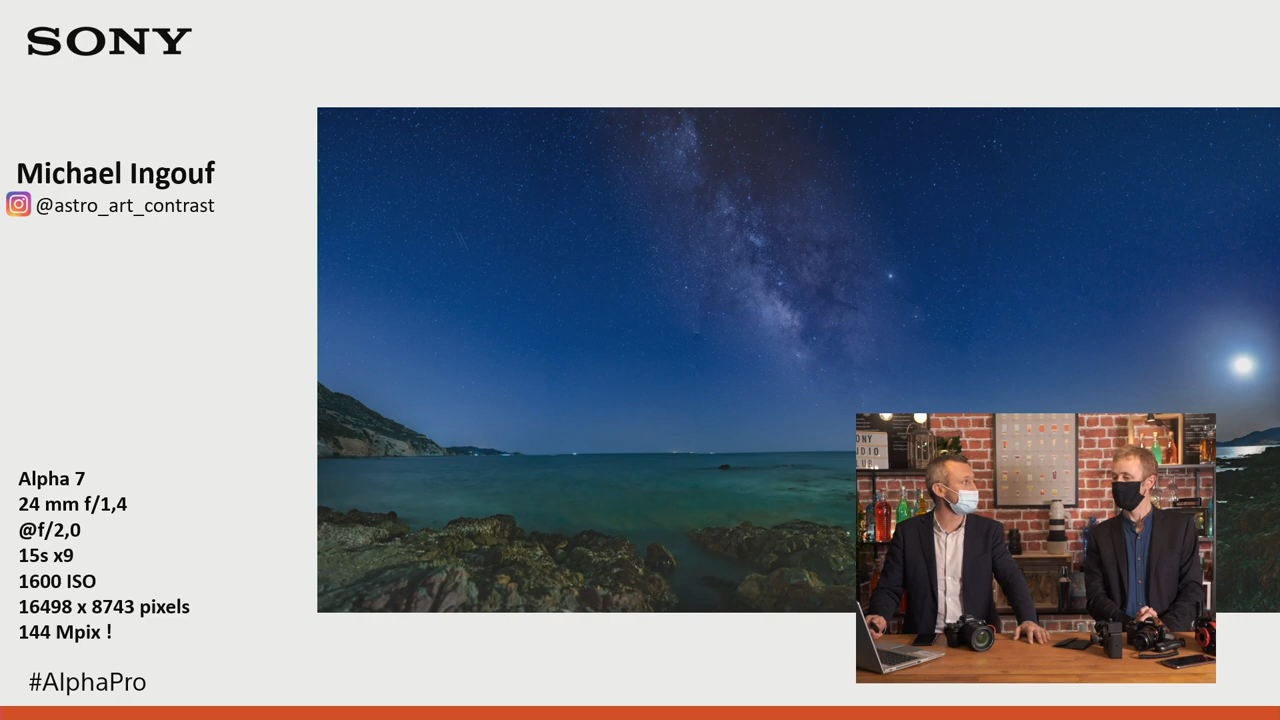 SONY
Michael Ingouf
@astro_art_contrast
Alpha 7
24 mm f/1,4
@f/2,0
15s x9
1600 ISO
16498 x 8743 pixels
144 Mpix !
#AlphaPro